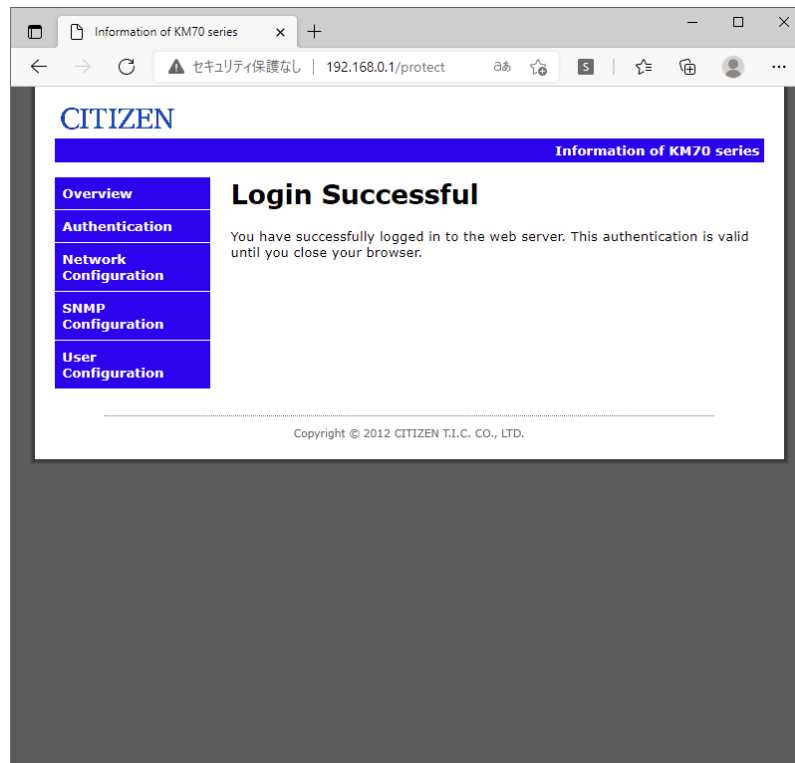 Information of KM70 series
セキュリティ保護なし | 192.168.0.1/protect
aあ
S
CITIZEN
Information of KM70 series
Overview
Authentication
Network
Configuration
SNMP
Configuration
User
Configuration
Login Successful
You have successfully logged in to the web server. This authentication is valid
until you close your browser.
Copyright © 2012 CITIZEN T.I.C. CO., LTD.